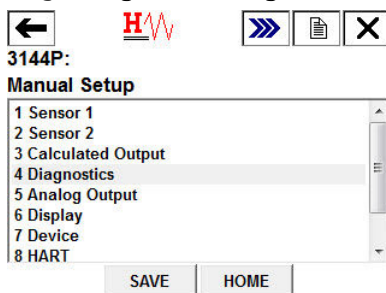 H
3144P:
Manual Setup
1 Sensor 1
2 Sensor 2
3 Calculated Output
4 Diagnostics
5 Analog Output
6 Display
7 Device
8 HART
SAVE HOME